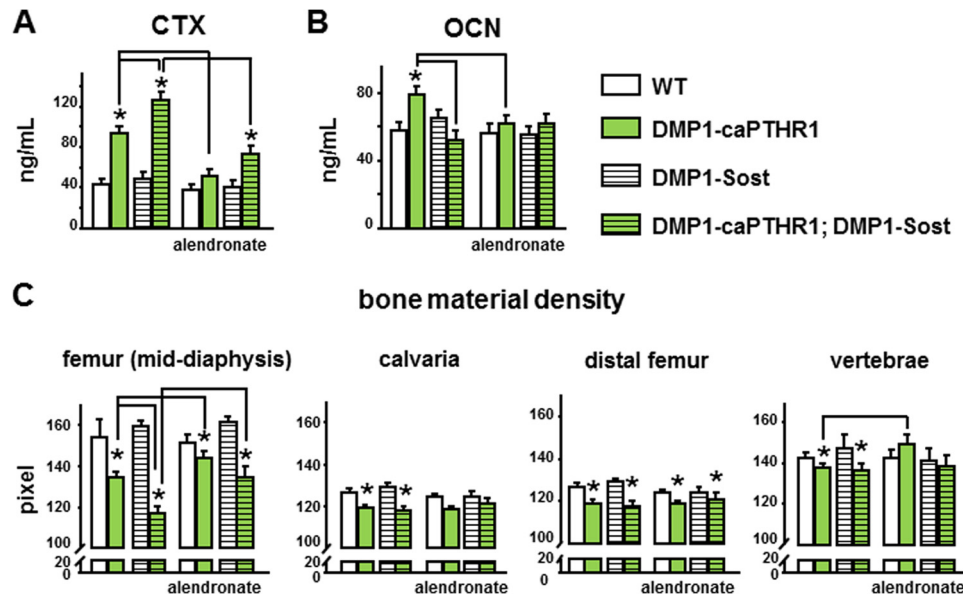 A
CTX
ng/mL
120
80
40
0
*
*
*
alendronate
B
OCN
ng/mL
80
40
0
*
alendronate
WT
DMP1-caPTHR1
DMP1-Sost
DMP1-caPTHR1; DMP1-Sost
C
bone material density
femur (mid-diaphysis)
pixel
160
140
120
100
20
0
*
*
*
*
alendronate
calvaria
160
140
120
100
20
0
*
*
alendronate
distal femur
160
140
120
100
20
0
*
*
*
*
alendronate
vertebrae
160
140
120
100
20
0
*
*
alendronate